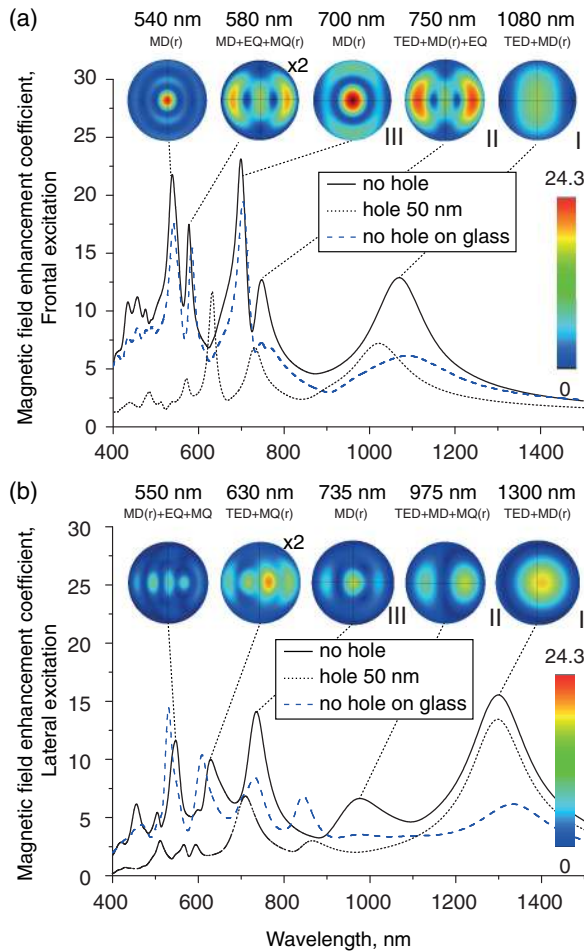 (a)
540 nm 580 nm 700 nm 750 nm 1080 nm
MD(r) MD+EQ+MQ(r) MD(r) TED+MD(r)+EQ TED+MD(r)
x2
III II I
Magnetic field enhancement coefficient,
Frontal excitation
30
25
20
15
10
5
0
no hole
hole 50 nm
no hole on glass
24.3
0
400 600 800 1000 1200 1400
(b)
550 nm 630 nm 735 nm 975 nm 1300 nm
MD(r)+EQ+MQ TED+MQ(r) MD(r) TED+MD+MQ(r) TED+MD(r)
x2
III II I
Magnetic field enhancement coefficient,
Lateral excitation
30
25
20
15
10
5
0
no hole
hole 50 nm
no hole on glass
24.3
0
400 600 800 1000 1200 1400
Wavelength, nm